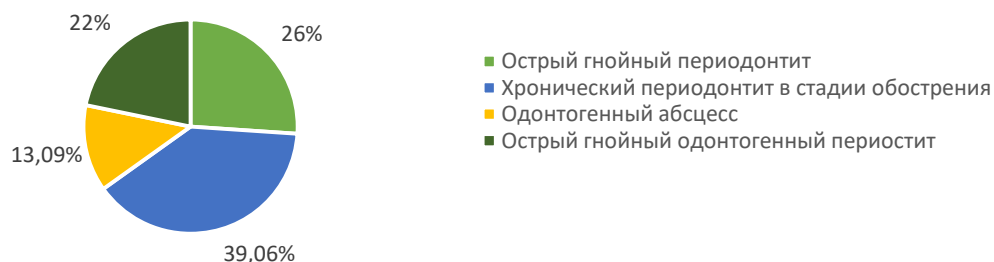 22%
26%
13,09%
39,06%
Острый гнойный периодонтит
Хронический периодонтит в стадии обострения
Одонтогенный абсцесс
Острый гнойный одонтогенный периостит